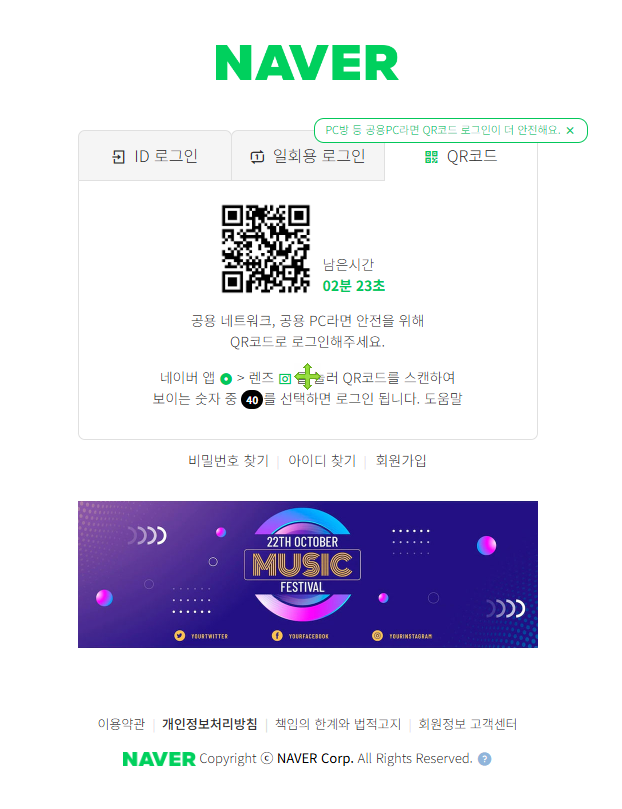 NAVER
PC방 등 공용PC라면 QR코드 로그인이 더 안전해요. ×
ID 로그인
1 일회용 로그인
QR코드
남은시간
02분 23초
공용 네트워크, 공용 PC라면 안전을 위해
QR코드로 로그인해주세요.
네이버 앱 > 렌즈 눌러 QR코드를 스캔하여
보이는 숫자 중 40를 선택하면 로그인 됩니다. 도움말
비밀번호 찾기 | 아이디 찾기 | 회원가입
22TH OCTOBER
MUSIC
FESTIVAL
YOURTWITTER YOURFACEBOOK YOURINSTAGRAM
이용약관 | 개인정보처리방침 | 책임의 한계와 법적고지 | 회원정보 고객센터
NAVER Copyright ⓒ NAVER Corp. All Rights Reserved. ?